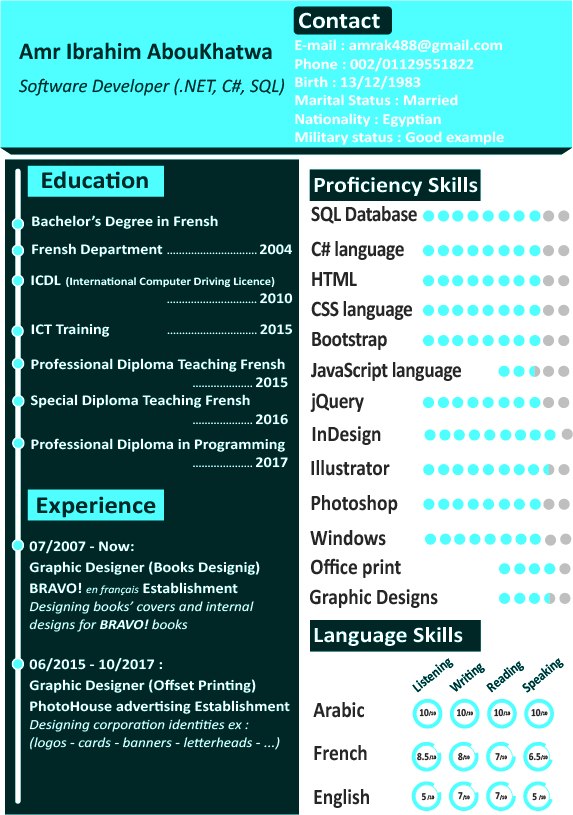 Amr Ibrahim AbouKhatwa
Software Developer (.NET, C#, SQL)
Contact
E-mail : amrak488@gmail.com
Phone : 002/01129551822
Birth : 13/12/1983
Marital Status : Married
Nationality : Egyptian
Military status : Good example
Education
Bachelor's Degree in Frensh
Frensh Department .............................. 2004
ICDL (International Computer Driving Licence)
.............................. 2010
ICT Training .............................. 2015
Professional Diploma Teaching Frensh
.................... 2015
Special Diploma Teaching Frensh
.................... 2016
Professional Diploma in Programming
.................... 2017
Experience
07/2007 - Now:
Graphic Designer (Books Designig)
BRAVO! en français Establishment
Designing books' covers and internal
designs for BRAVO! books
06/2015 - 10/2017 :
Graphic Designer (Offset Printing)
PhotoHouse advertising Establishment
Designing corporation identities ex :
(logos - cards - banners - letterheads - ...)
Proficiency Skills
SQL Database
C# language
HTML
CSS language
Bootstrap
JavaScript language
jQuery
InDesign
Illustrator
Photoshop
Windows
Office print
Graphic Designs
Language Skills
Listening Writing Reading Speaking
Arabic 10/10 10/10 10/10 10/10
French 8.5/10 8/10 7/10 6.5/10
English 5/10 7/10 7/10 5/10